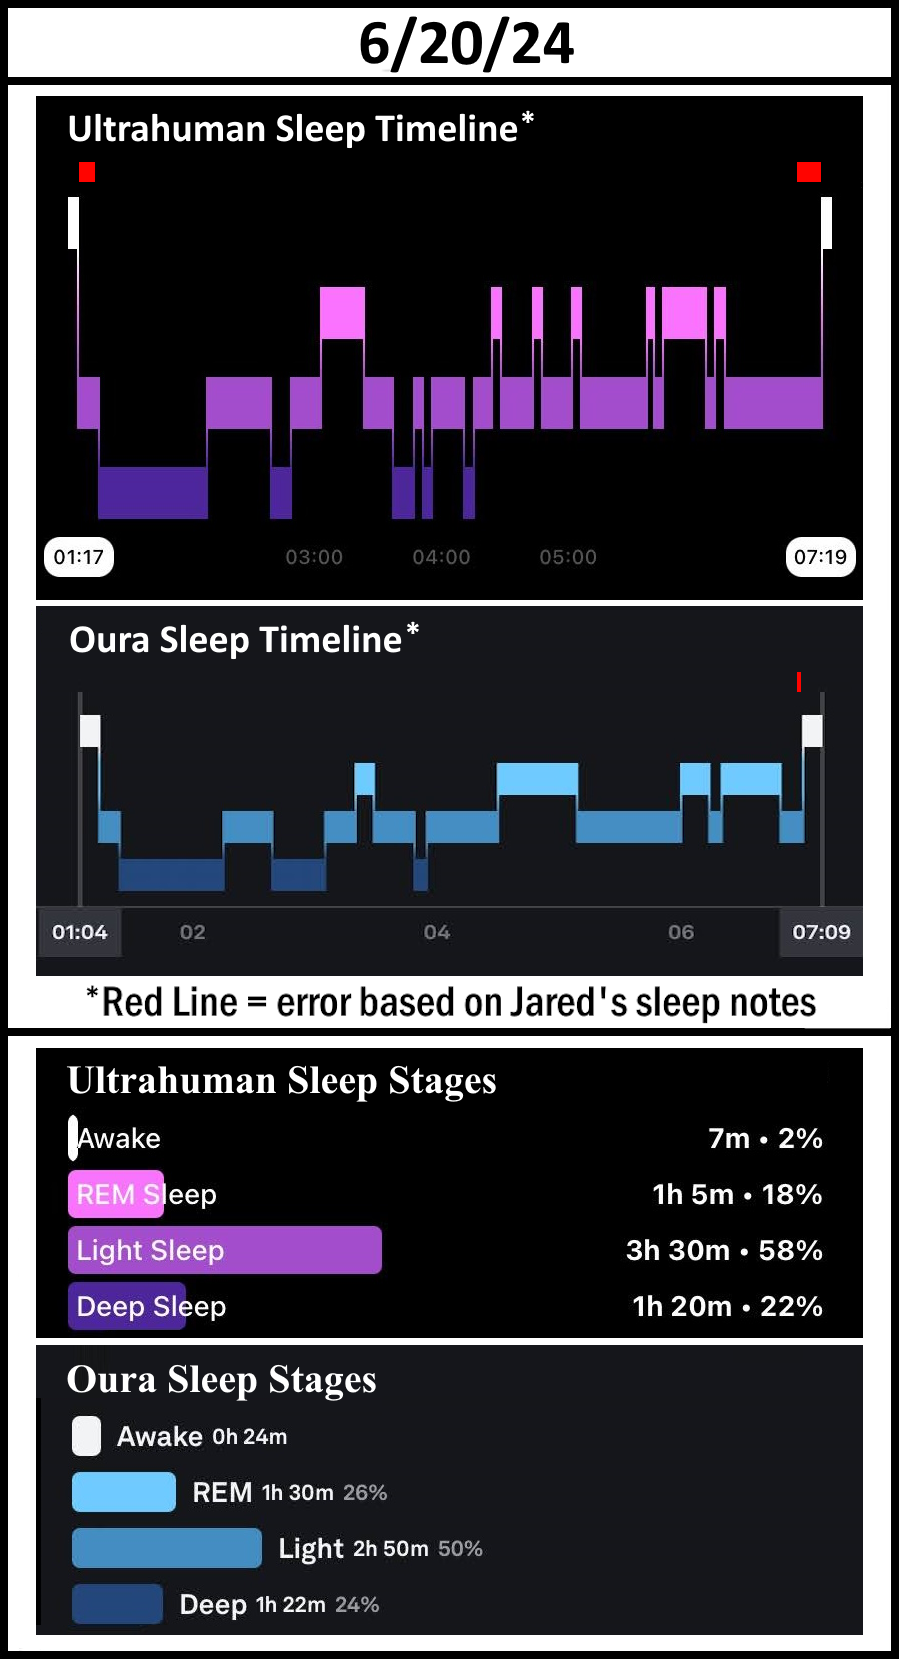 6/20/24
Ultrahuman Sleep Timeline*
01:17 03:00 04:00 05:00 07:19
Oura Sleep Timeline*
01:04 02 04 06 07:09
*Red Line = error based on Jared's sleep notes
Ultrahuman Sleep Stages
Awake 7m • 2%
REM Sleep 1h 5m • 18%
Light Sleep 3h 30m • 58%
Deep Sleep 1h 20m • 22%
Oura Sleep Stages
Awake 0h 24m
REM 1h 30m 26%
Light 2h 50m 50%
Deep 1h 22m 24%